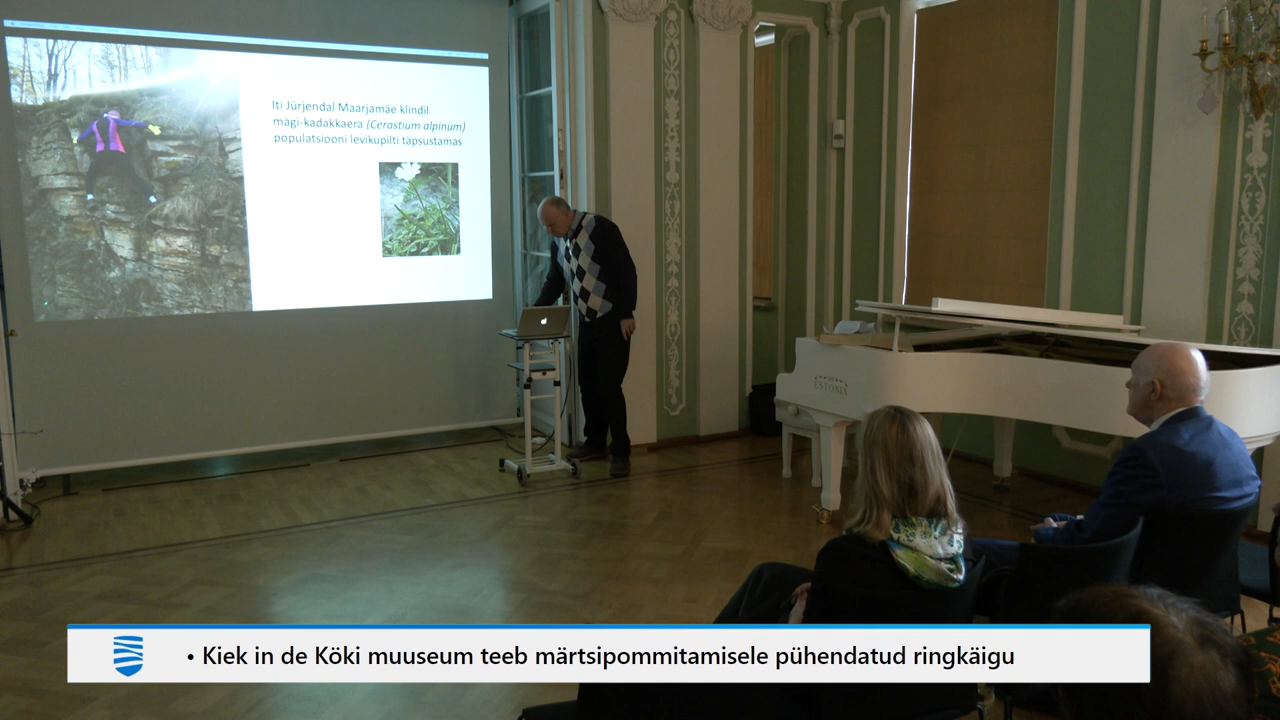 Iti Jürjendal Maarjamäe klindil
mägi-kadakkaera (Cerastium alpinum)
populatsiooni levikupilti täpsustamas
ESTONIA
• Kiek in de Köki muuseum teeb märtsipommitamisele pühendatud ringkäigu